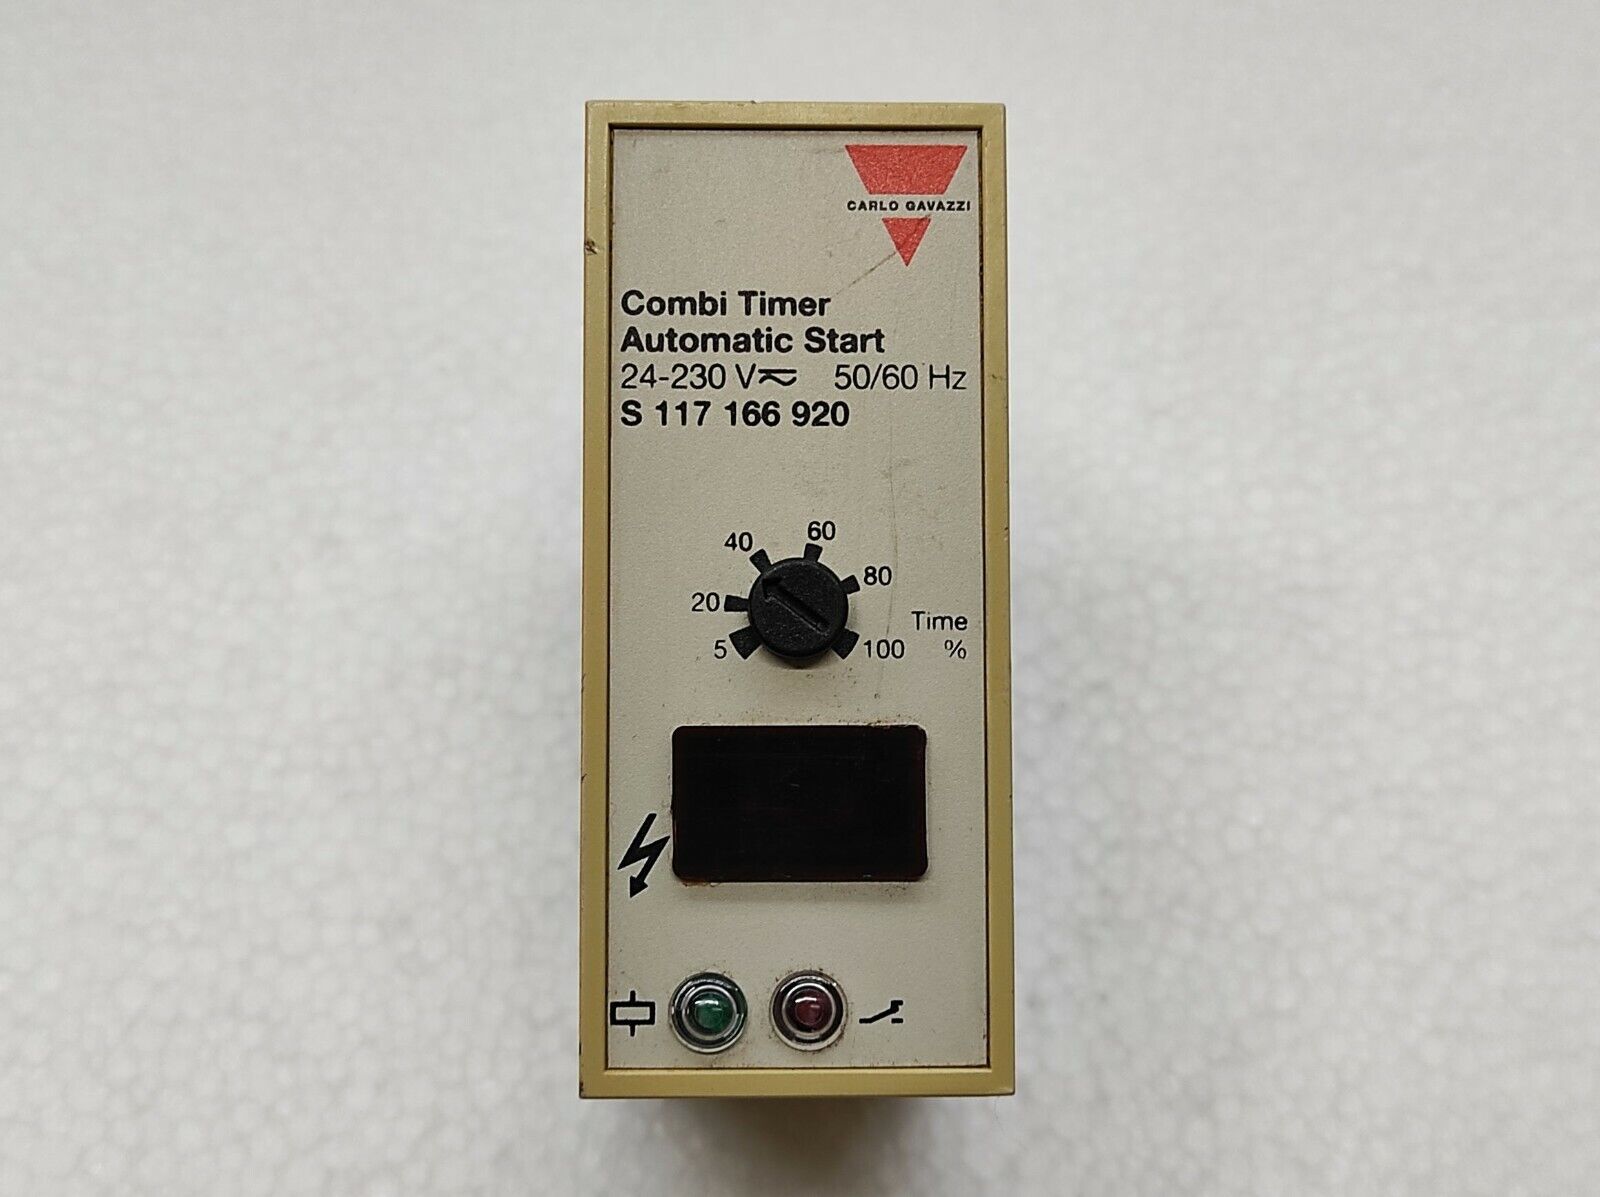 CARLO GAVAZZI
Combi Timer
Automatic Start
24-230 V 50/60 Hz
S 117 166 920
60
40
80
20
Time
5
100 %